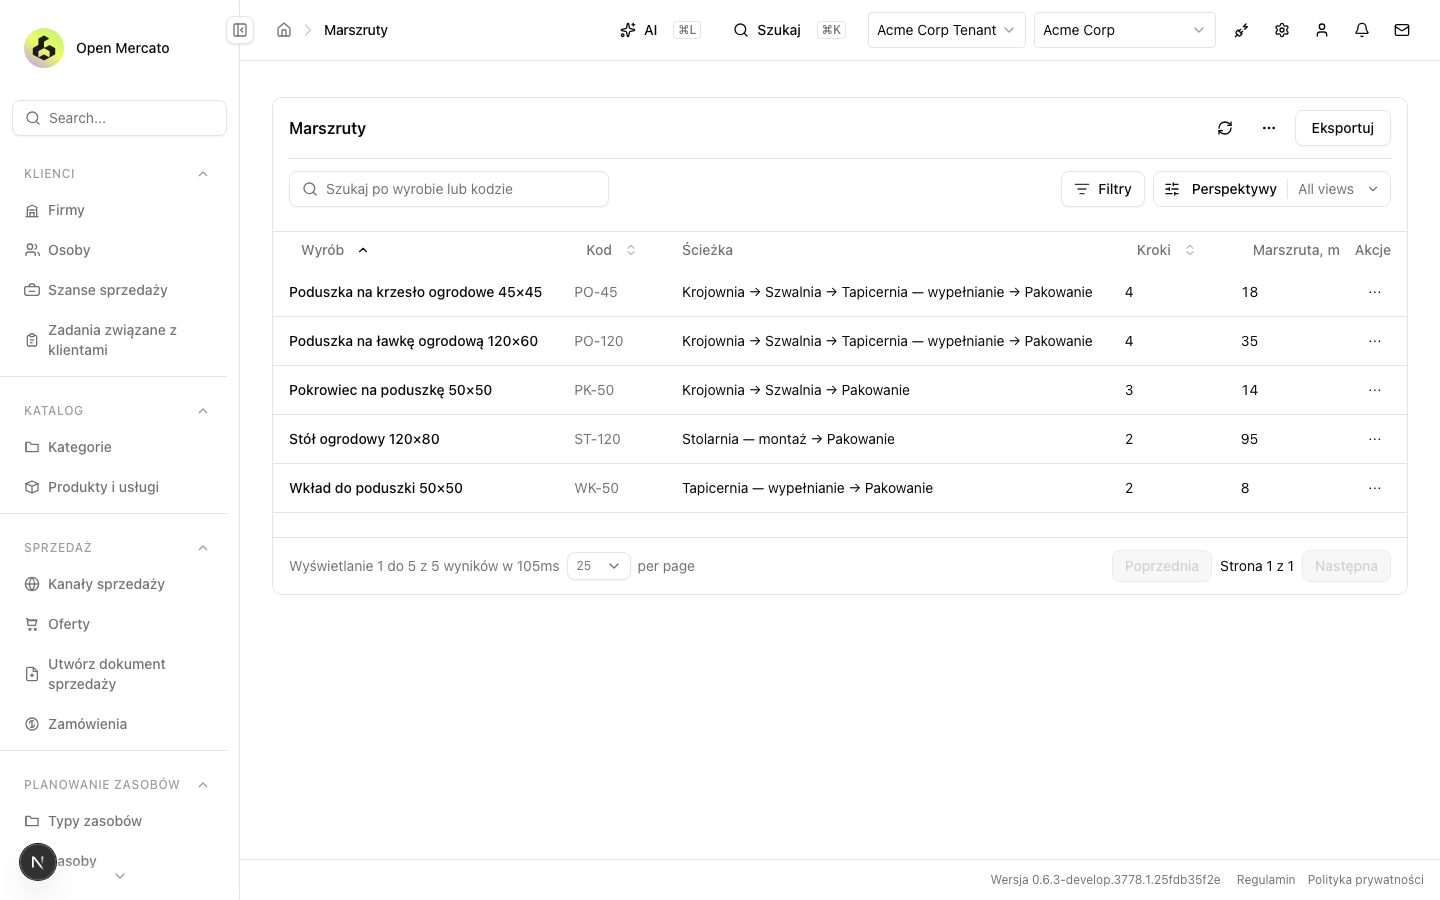 Open Mercato
Marszruty
AI ⌘L
Szukaj ⌘K
Acme Corp Tenant
Acme Corp
Search...
KLIENCI
Firmy
Osoby
Szanse sprzedaży
Zadania związane z
klientami
KATALOG
Kategorie
Produkty i usługi
SPRZEDAŻ
Kanały sprzedaży
Oferty
Utwórz dokument
sprzedaży
Zamówienia
PLANOWANIE ZASOBÓW
Typy zasobów
asoby
N
Marszruty
Eksportuj
Szukaj po wyrobie lub kodzie
Filtry
Perspektywy All views
Wyrób Kod Ścieżka Kroki Marszruta, m Akcje
Poduszka na krzesło ogrodowe 45×45 PO-45 Krojownia → Szwalnia → Tapicernia — wypełnianie → Pakowanie 4 18 ...
Poduszka na ławkę ogrodową 120×60 PO-120 Krojownia → Szwalnia → Tapicernia — wypełnianie → Pakowanie 4 35 ...
Pokrowiec na poduszkę 50×50 PK-50 Krojownia → Szwalnia → Pakowanie 3 14 ...
Stół ogrodowy 120×80 ST-120 Stolarnia — montaż → Pakowanie 2 95 ...
Wkład do poduszki 50×50 WK-50 Tapicernia — wypełnianie → Pakowanie 2 8 ...
Wyświetlanie 1 do 5 z 5 wyników w 105ms 25 per page
Poprzednia Strona 1 z 1 Następna
Wersja 0.6.3-develop.3778.1.25fdb35f2e Regulamin Polityka prywatności